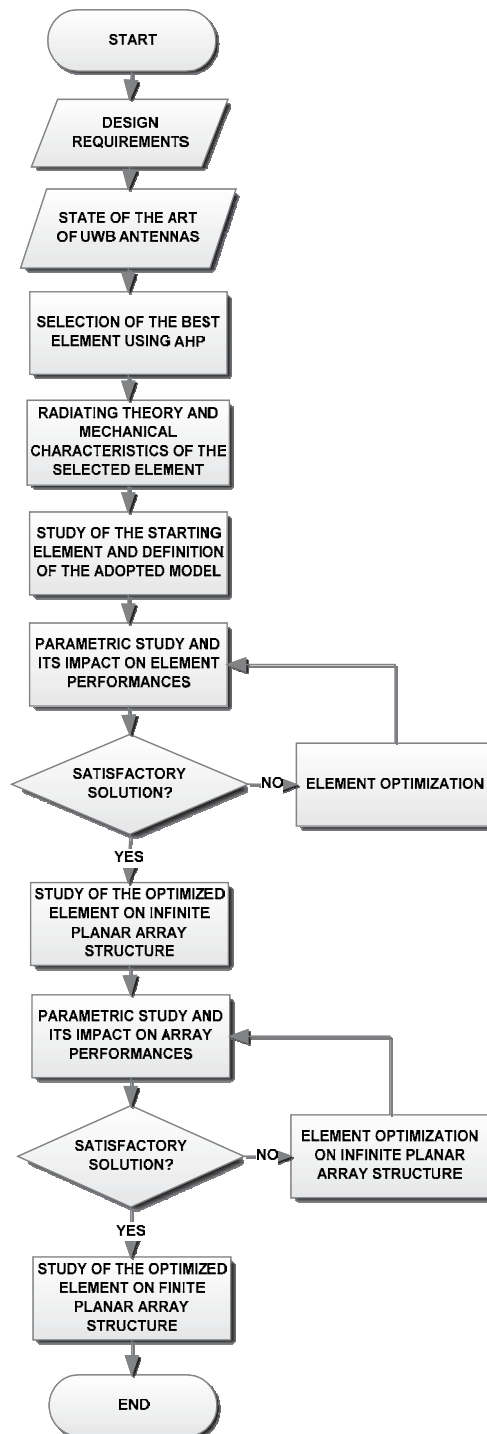 START
DESIGN
REQUIREMENTS
STATE OF THE ART
OF UWB ANTENNAS
SELECTION OF THE BEST
ELEMENT USING AHP
RADIATING THEORY AND
MECHANICAL
CHARACTERISTICS OF THE
SELECTED ELEMENT
STUDY OF THE STARTING
ELEMENT AND DEFINITION
OF THE ADOPTED MODEL
PARAMETRIC STUDY AND
ITS IMPACT ON ELEMENT
PERFORMANCES
SATISFACTORY
SOLUTION?
NO
ELEMENT OPTIMIZATION
YES
STUDY OF THE OPTIMIZED
ELEMENT ON INFINITE
PLANAR ARRAY
STRUCTURE
PARAMETRIC STUDY AND
ITS IMPACT ON ARRAY
PERFORMANCES
SATISFACTORY
SOLUTION?
NO
ELEMENT OPTIMIZATION
ON INFINITE PLANAR
ARRAY STRUCTURE
YES
STUDY OF THE OPTIMIZED
ELEMENT ON FINITE
PLANAR ARRAY
STRUCTURE
END